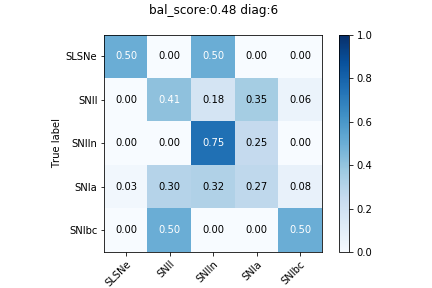 bal_score:0.48 diag:6
True label
SLSNe 0.50 0.00 0.50 0.00 0.00
SNII 0.00 0.41 0.18 0.35 0.06
SNIIn 0.00 0.00 0.75 0.25 0.00
SNIa 0.03 0.30 0.32 0.27 0.08
SNIbc 0.00 0.50 0.00 0.00 0.50
SLSNe SNII SNIIn SNIa SNIbc
1.0
0.8
0.6
0.4
0.2
0.0